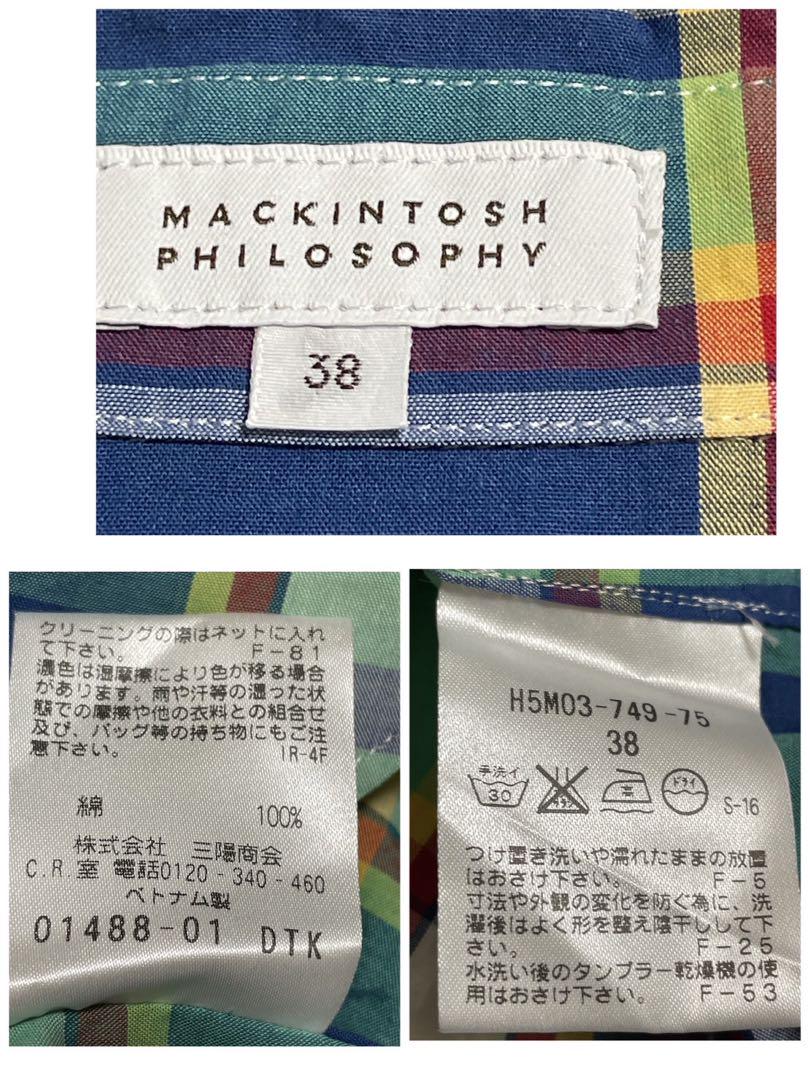 MACKINTOSH
PHILOSOPHY
38
クリーニングの際はネットに入れ
て下さい。 F-81
濃色は湿摩擦により色が移る場合
があります。雨や汗等の湿った状
態での摩擦や他の衣料との組合せ
及び、バッグ等の持ち物にもご注
意下さい。 IR-4F
綿 100%
株式会社 三陽商会
C.R.室 電話0120-340-460
ベトナム製
01488-01 DTK
H5M03-749-75
38
手洗イ
30
ドライ
S-16
つけ置き洗いや濡れたままの放置
はおさけ下さい。 F-5
寸法や外観の変化を防ぐ為に、洗
濯後はよく形を整え陰干しして下
さい。 F-25
水洗い後のタンブラー乾燥機の使
用はおさけ下さい。 F-53